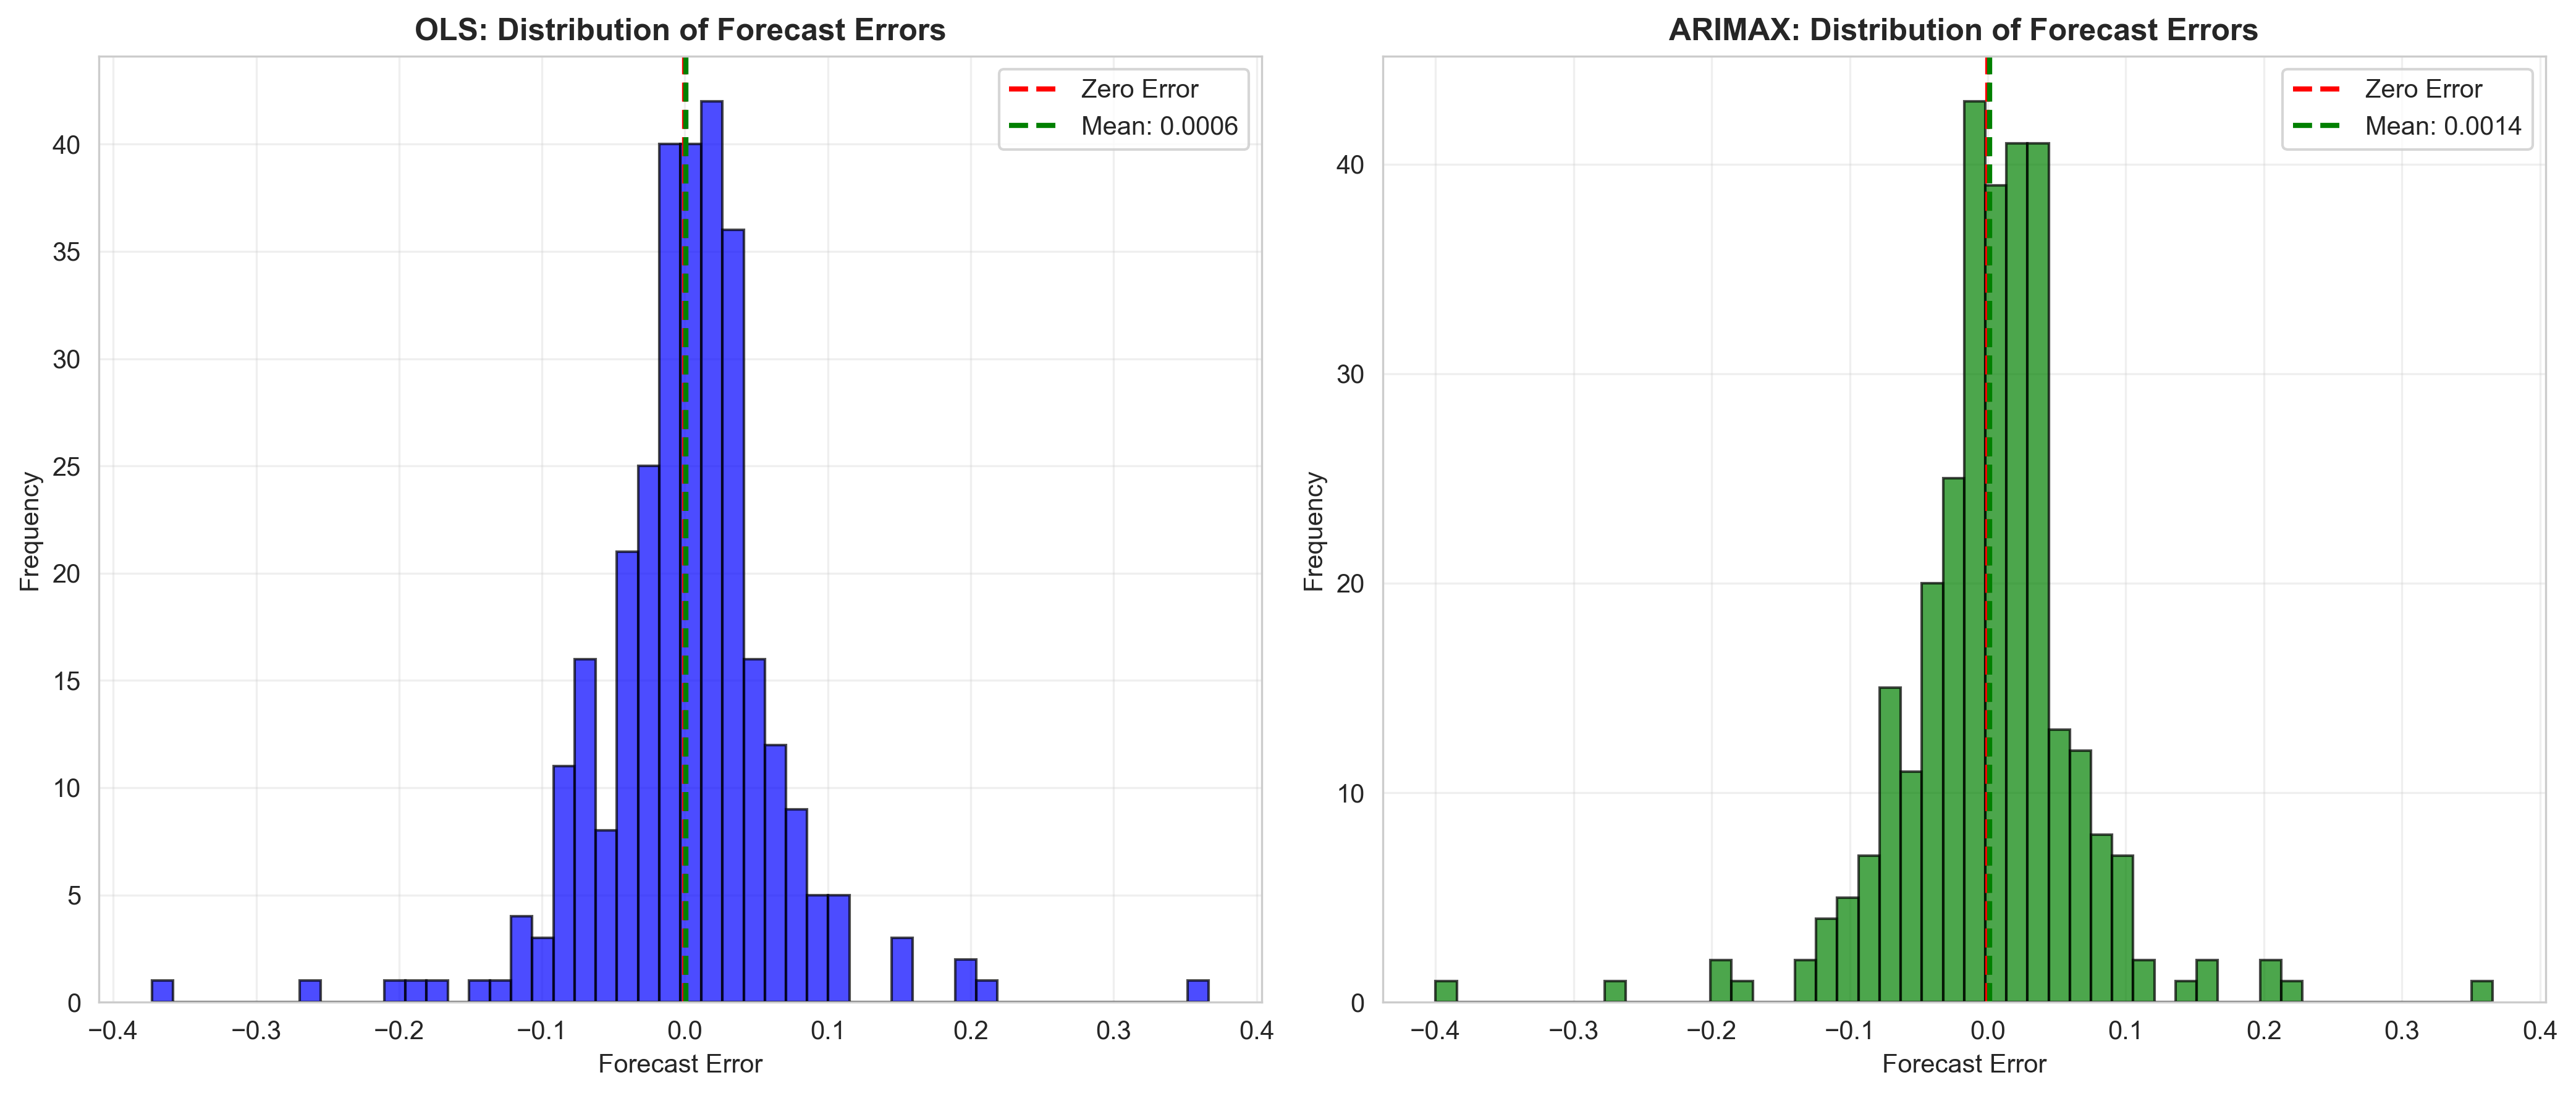 OLS: Distribution of Forecast Errors
Zero Error
Mean: 0.0006
40
35
30
25
20
15
10
5
0
Frequency
−0.4 −0.3 −0.2 −0.1 0.0 0.1 0.2 0.3 0.4
Forecast Error
ARIMAX: Distribution of Forecast Errors
Zero Error
Mean: 0.0014
40
30
20
10
0
Frequency
−0.4 −0.3 −0.2 −0.1 0.0 0.1 0.2 0.3 0.4
Forecast Error